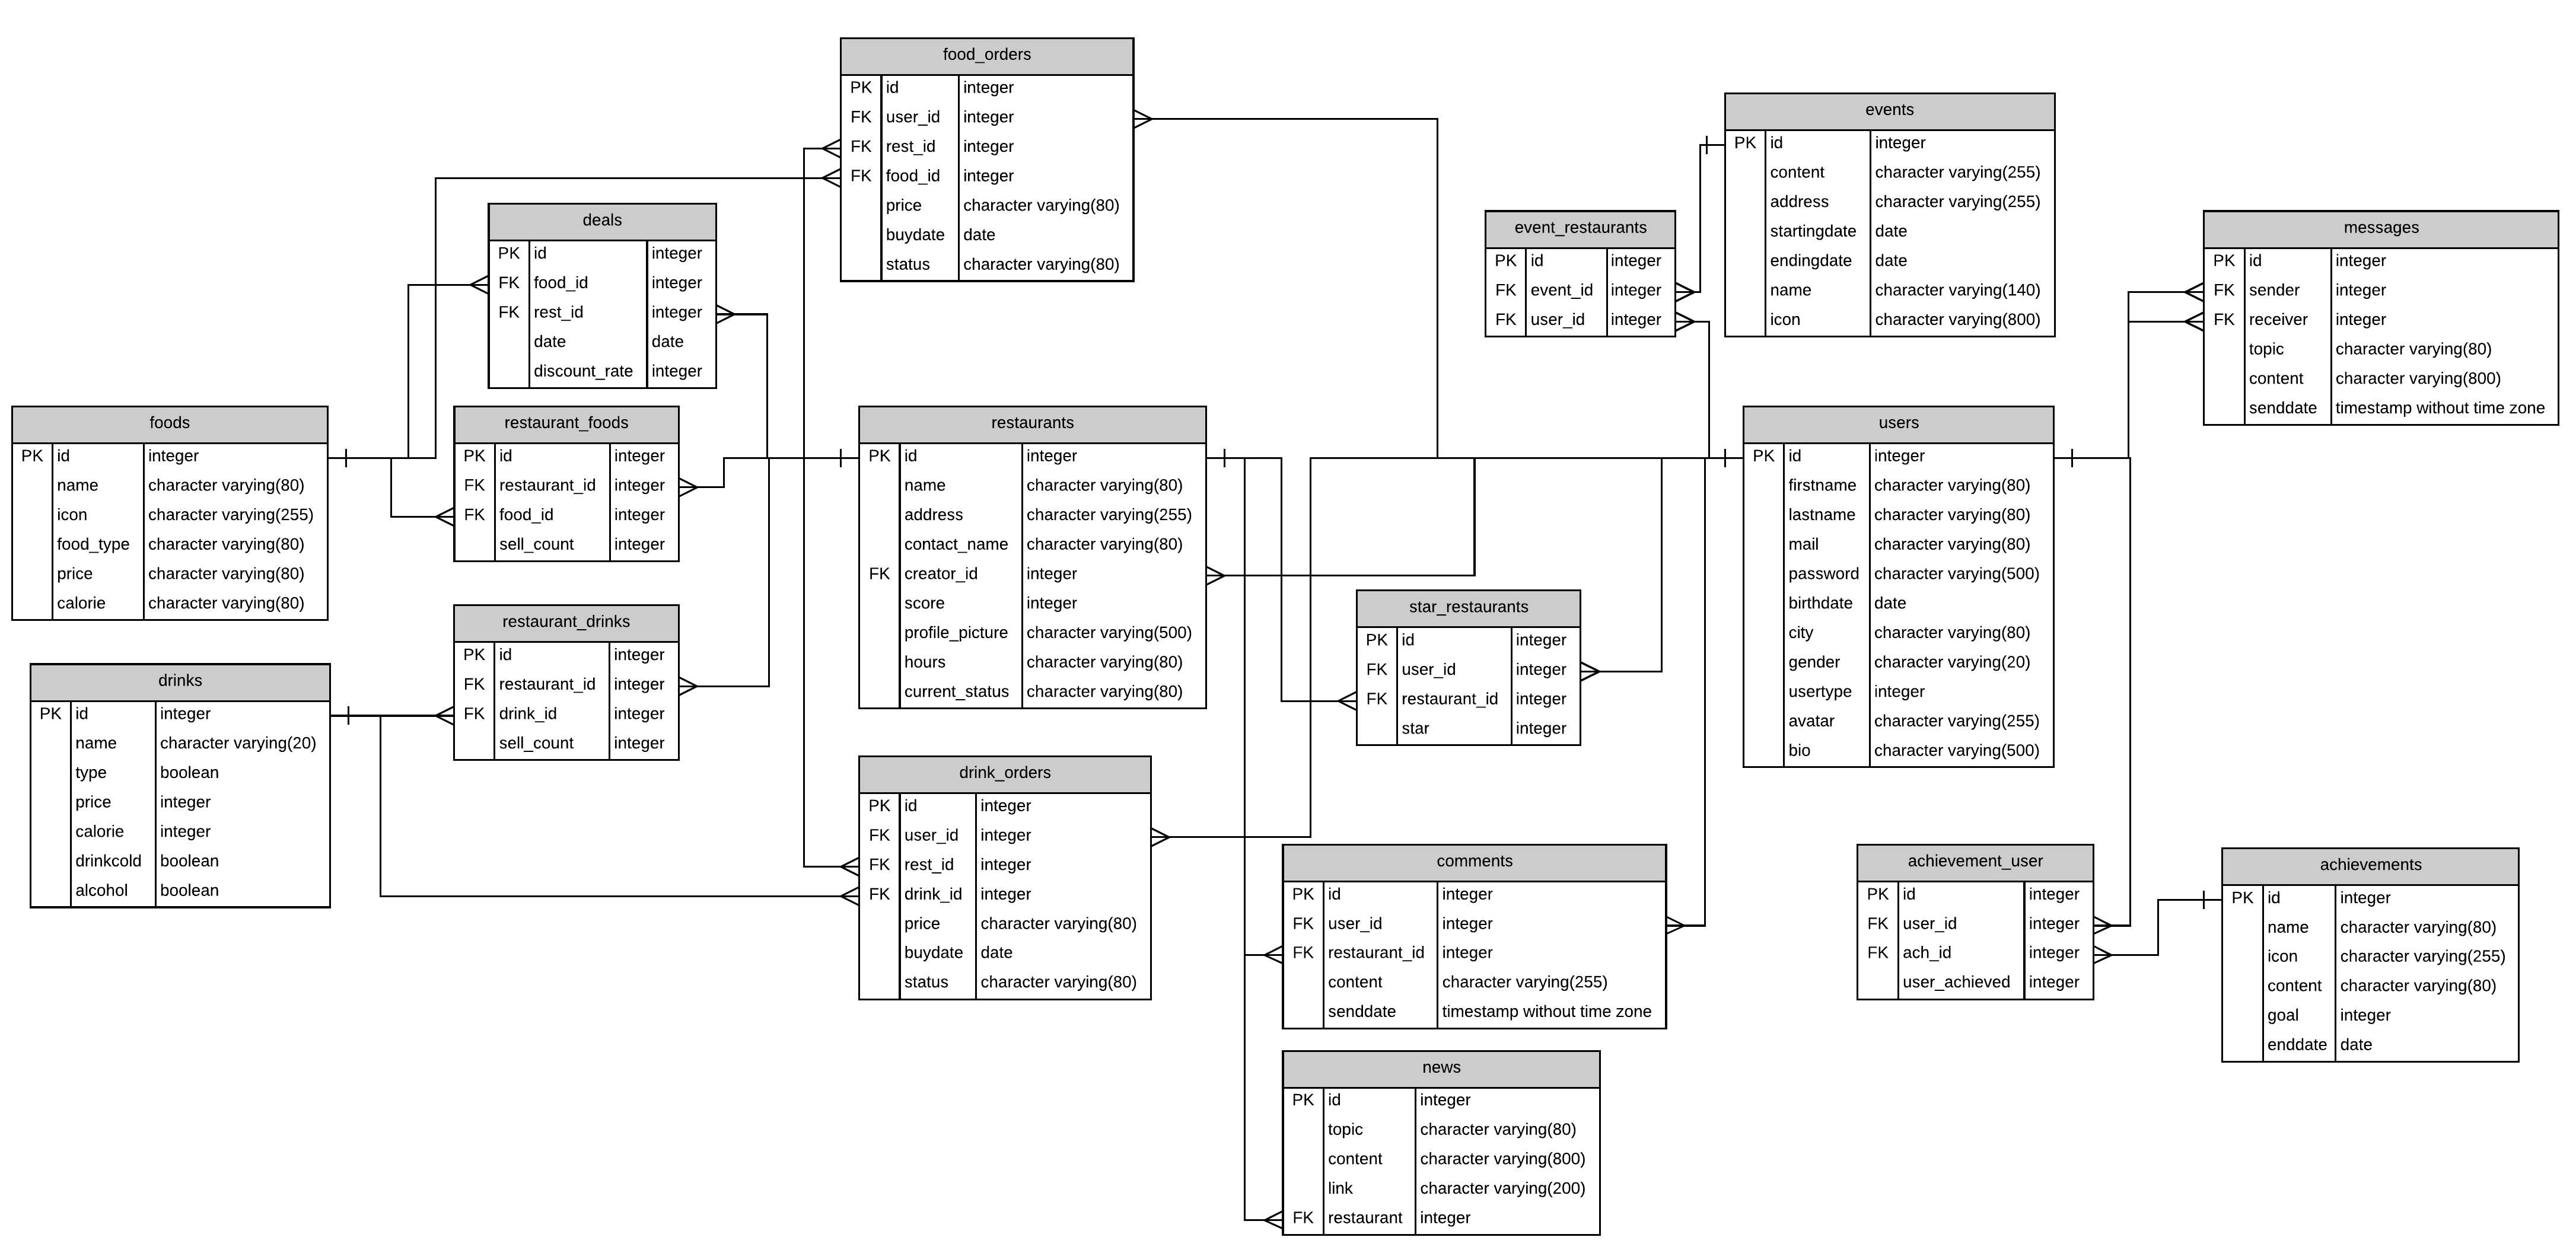 food_orders
PK id integer
FK user_id integer
FK rest_id integer
FK food_id integer
price character varying(80)
buydate date
status character varying(80)
events
PK id integer
content character varying(255)
address character varying(255)
startingdate date
endingdate date
name character varying(140)
icon character varying(800)
deals
PK id integer
FK food_id integer
FK rest_id integer
date date
discount_rate integer
event_restaurants
PK id integer
FK event_id integer
FK user_id integer
messages
PK id integer
FK sender integer
FK receiver integer
topic character varying(80)
content character varying(800)
senddate timestamp without time zone
foods
PK id integer
name character varying(80)
icon character varying(255)
food_type character varying(80)
price character varying(80)
calorie character varying(80)
restaurant_foods
PK id integer
FK restaurant_id integer
FK food_id integer
sell_count integer
restaurants
PK id integer
name character varying(80)
address character varying(255)
contact_name character varying(80)
FK creator_id integer
score integer
profile_picture character varying(500)
hours character varying(80)
current_status character varying(80)
users
PK id integer
firstname character varying(80)
lastname character varying(80)
mail character varying(80)
password character varying(500)
birthdate date
city character varying(80)
gender character varying(20)
usertype integer
avatar character varying(255)
bio character varying(500)
star_restaurants
PK id integer
FK user_id integer
FK restaurant_id integer
star integer
restaurant_drinks
PK id integer
FK restaurant_id integer
FK drink_id integer
sell_count integer
drinks
PK id integer
name character varying(20)
type boolean
price integer
calorie integer
drinkcold boolean
alcohol boolean
drink_orders
PK id integer
FK user_id integer
FK rest_id integer
FK drink_id integer
price character varying(80)
buydate date
status character varying(80)
comments
PK id integer
FK user_id integer
FK restaurant_id integer
content character varying(255)
senddate timestamp without time zone
achievement_user
PK id integer
FK user_id integer
FK ach_id integer
user_achieved integer
achievements
PK id integer
name character varying(80)
icon character varying(255)
content character varying(80)
goal integer
enddate date
news
PK id integer
topic character varying(80)
content character varying(800)
link character varying(200)
FK restaurant integer